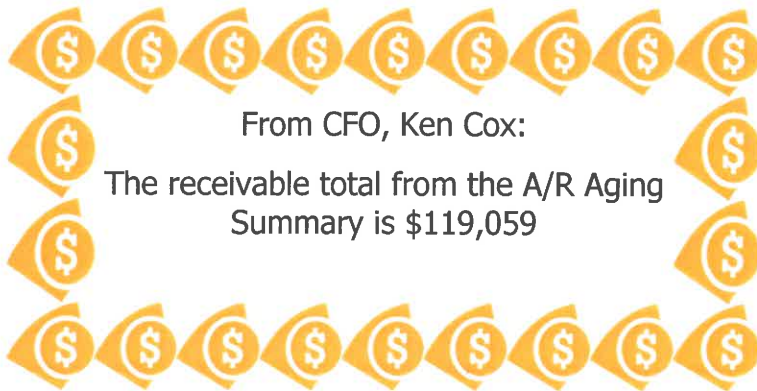 From CFO, Ken Cox:
The receivable total from the A/R Aging
Summary is $119,059